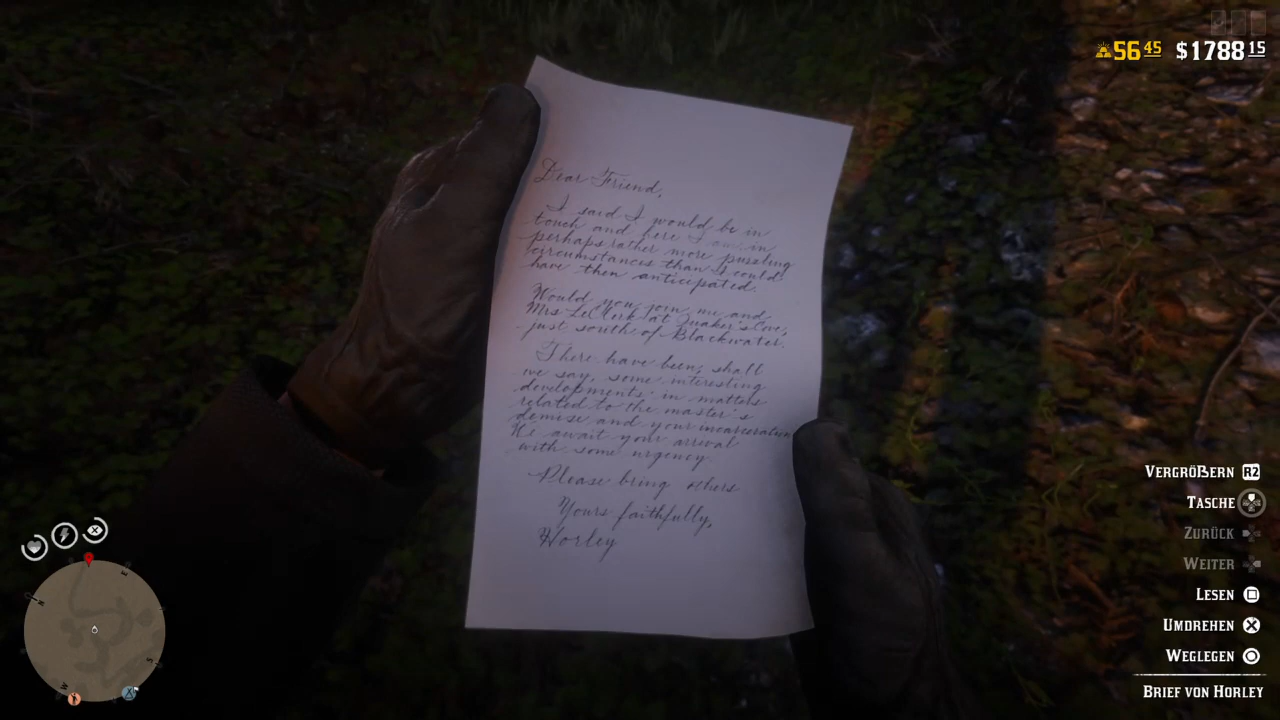 56 45 $1788 15
Dear Friend,
I said I would be in
touch and here I am in
perhaps rather more puzzling
circumstances than I could
have then anticipated.
Would you join me and
Mrs LeClerk at Quaker's Cove,
just south of Blackwater.
There have been, shall
we say, some interesting
developments in matters
related to the master's
demise and your incarceration
We await your arrival
with some urgency.
Please bring others
Yours faithfully,
Horley
VERGRÖẞERN R2
TASCHE
ZURÜCK
WEITER
LESEN
UMDREHEN
WEGLEGEN
BRIEF VON HORLEY